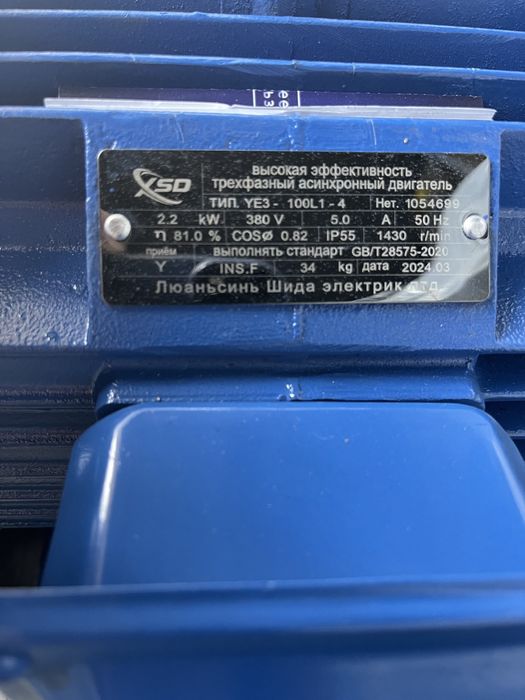 XSD
высокая эффективность
трехфазный асинхронный двигатель
ТИП. YE3 - 100L1 - 4 Нет. 1054699
2.2 kW 380 V 5.0 A 50 Hz
η 81.0 % COSØ 0.82 IP55 1430 r/min
приём выполнять стандарт GB/T28575-2020
Y INS.F 34 kg дата 2024.03
Люаньсинь Шида электрик лтд.